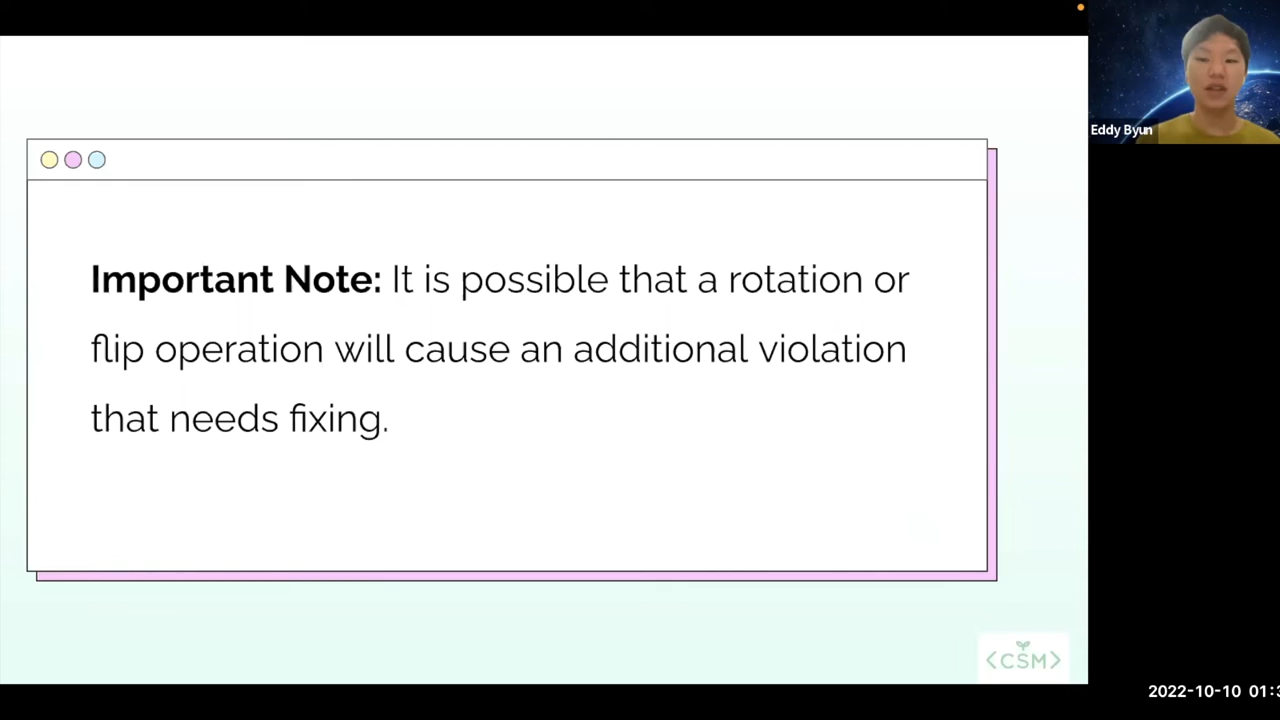 Eddy Byun
Important Note: It is possible that a rotation or
flip operation will cause an additional violation
that needs fixing.
<CSM>
2022-10-10 01:3